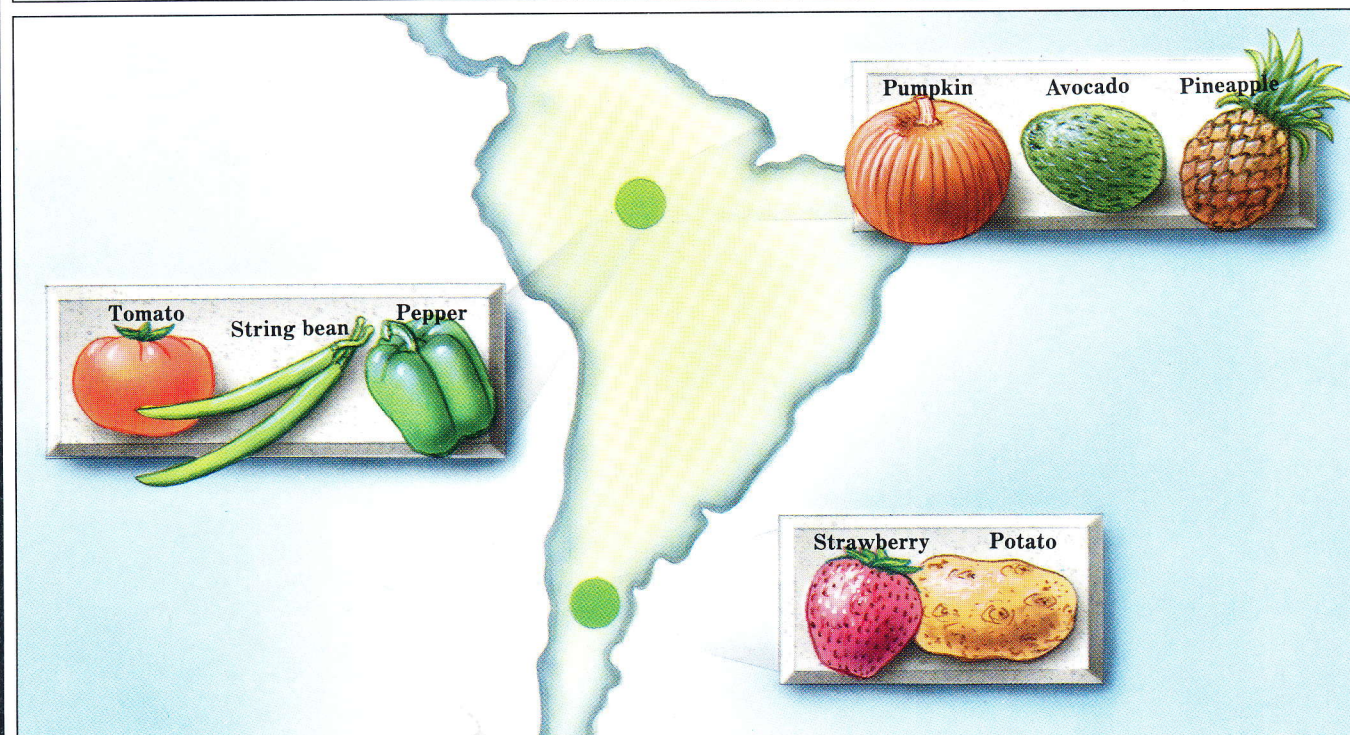 Pumpkin Avocado Pineapple
Tomato String bean Pepper
Strawberry Potato